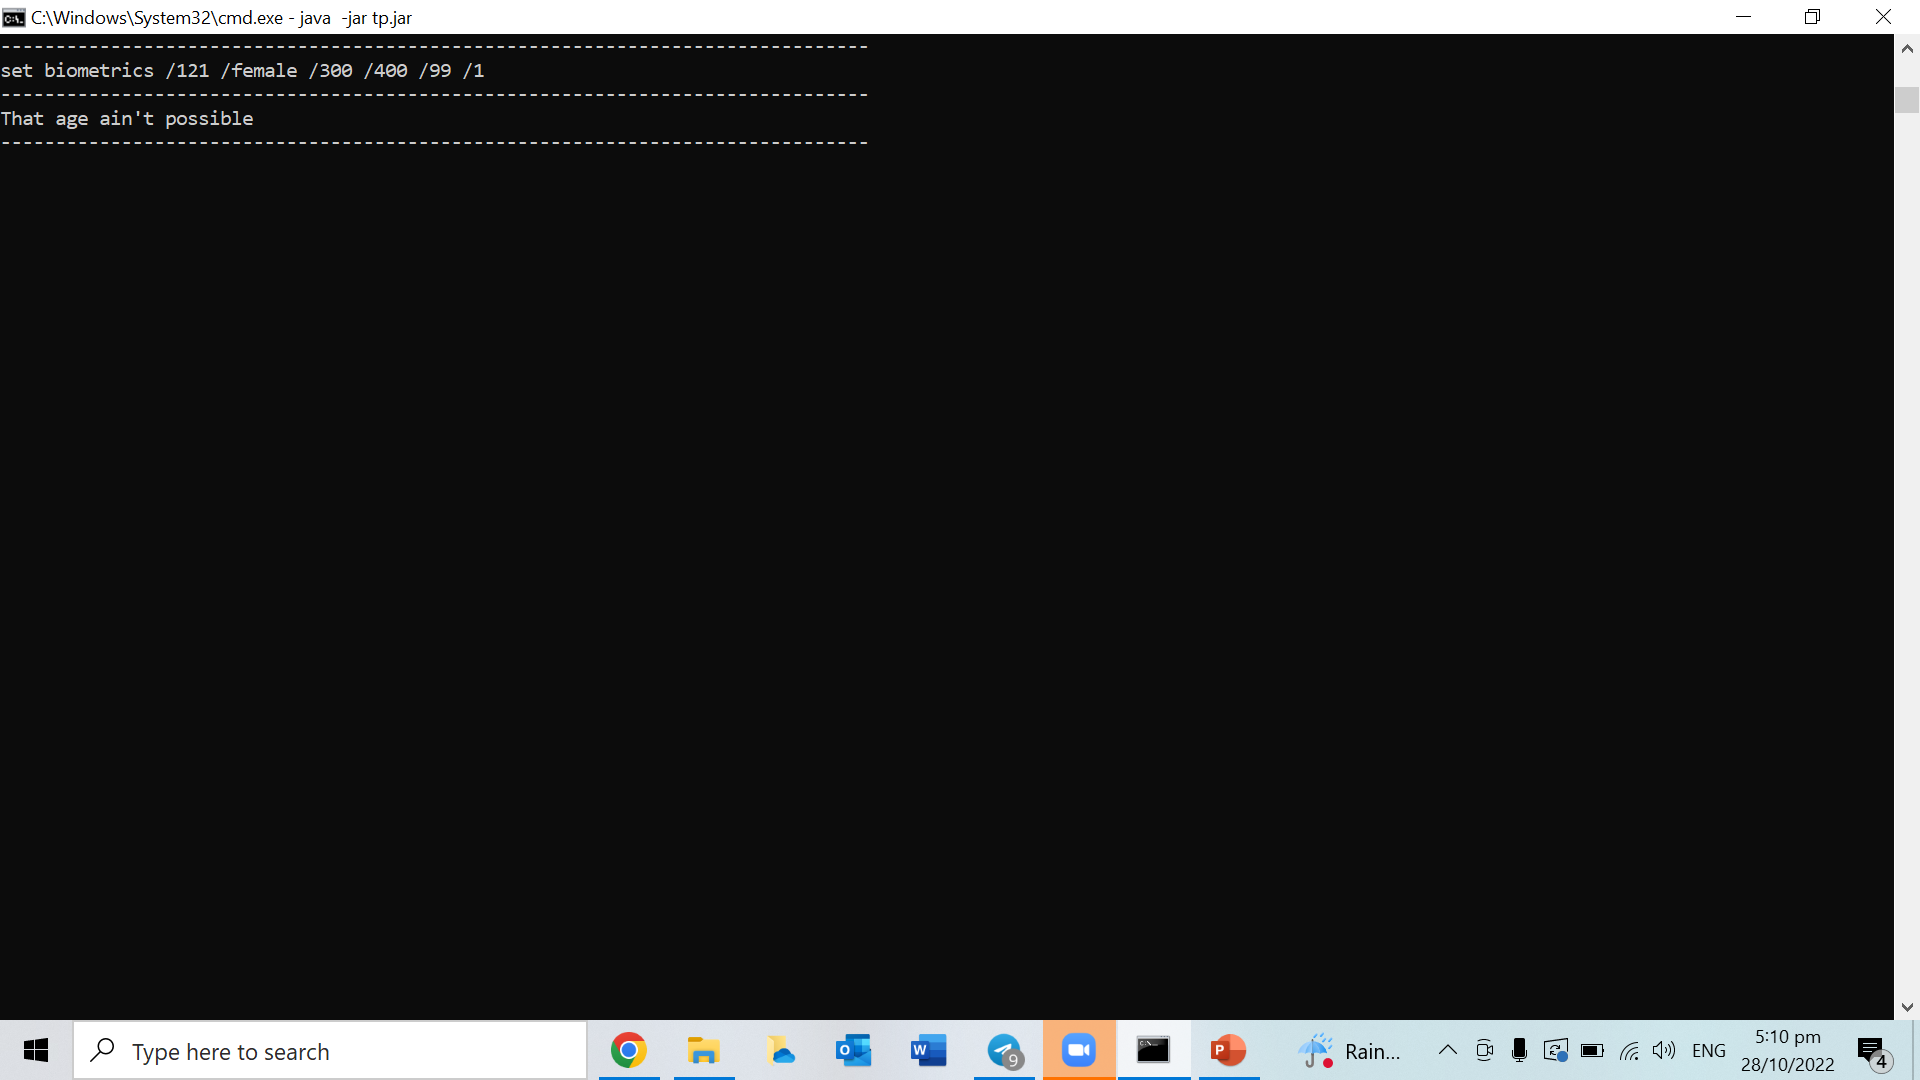 C:\Windows\System32\cmd.exe - java  -jar tp.jar
-------------------------------------------------------------------------------
set biometrics /121 /female /300 /400 /99 /1
-------------------------------------------------------------------------------
That age ain't possible
-------------------------------------------------------------------------------
Type here to search
9
Rain...
ENG
5:10 pm
28/10/2022
4